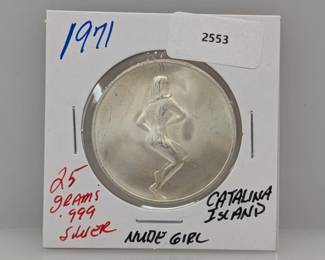 1971
2553
25
GRAMS
.999
SILVER
CATALINA
ISLAND
NUDE GIRL